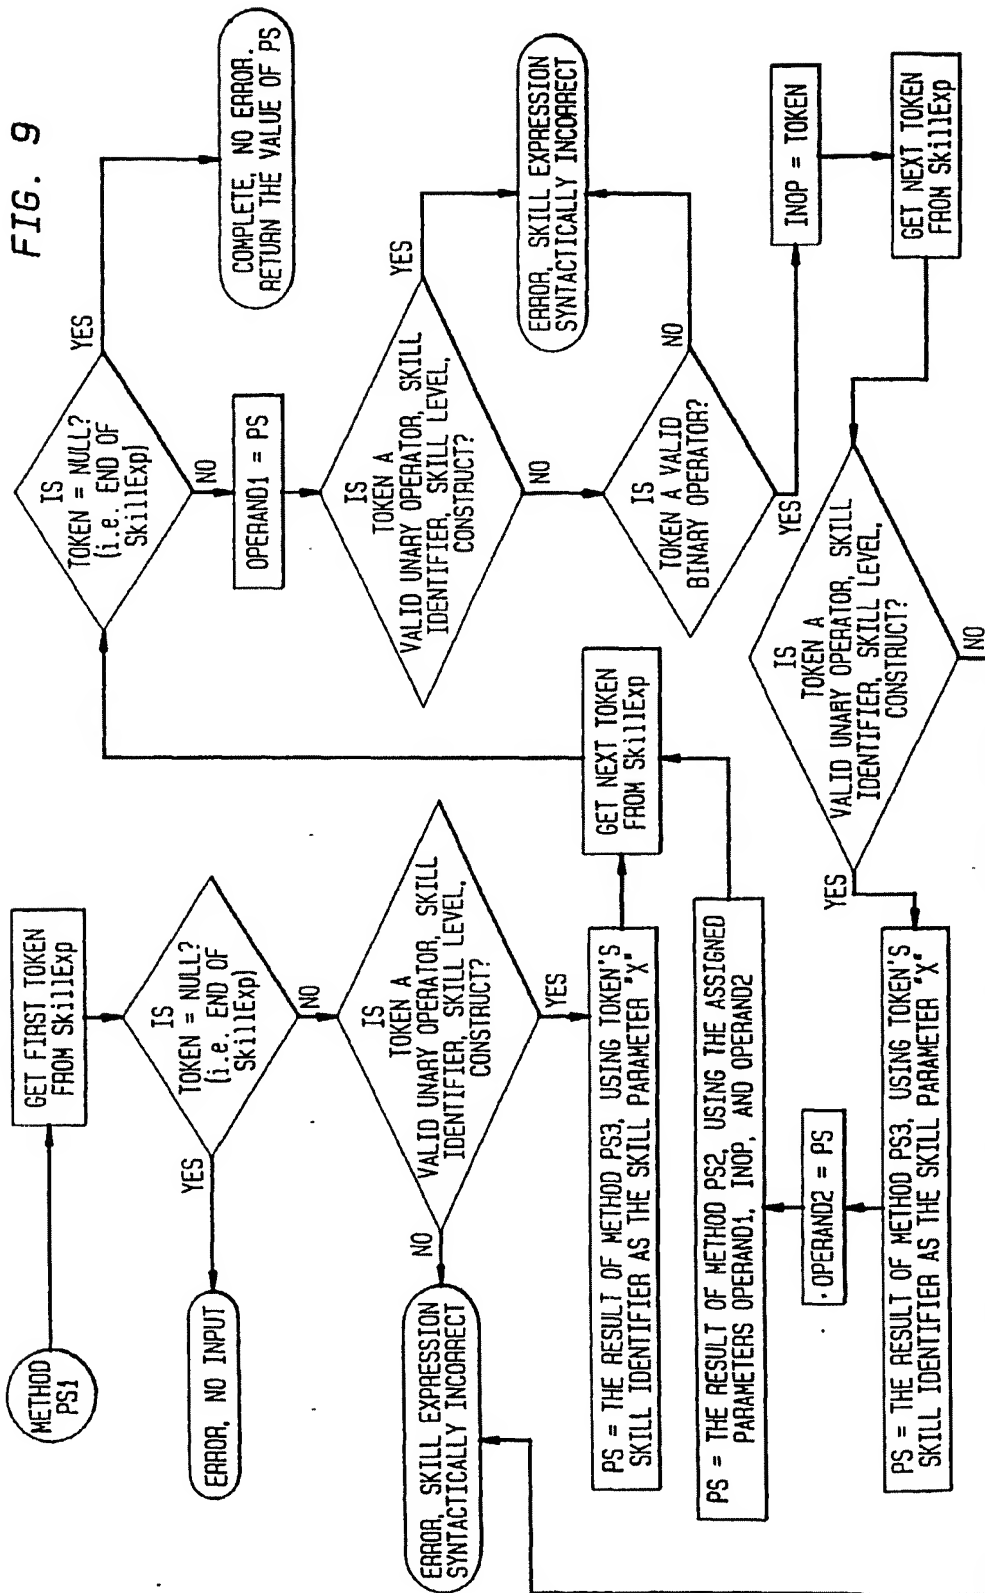 FIG. 9
METHOD
PS1
GET FIRST TOKEN
FROM SkillExp
IS
TOKEN = NULL?
(i.e. END OF
SkillExp)
YES
NO
ERROR, NO INPUT
IS
TOKEN A
VALID UNARY OPERATOR, SKILL
IDENTIFIER, SKILL LEVEL,
CONSTRUCT?
NO
YES
ERROR, SKILL EXPRESSION
SYNTACTICALLY INCORRECT
PS = THE RESULT OF METHOD PS3, USING TOKEN'S
SKILL IDENTIFIER AS THE SKILL PARAMETER "X"
GET NEXT TOKEN
FROM SkillExp
IS
TOKEN = NULL?
(i.e. END OF
SkillExp)
YES
NO
COMPLETE, NO ERROR.
RETURN THE VALUE OF PS
OPERAND1 = PS
IS
TOKEN A
VALID UNARY OPERATOR, SKILL
IDENTIFIER, SKILL LEVEL,
CONSTRUCT?
YES
NO
ERROR, SKILL EXPRESSION
SYNTACTICALLY INCORRECT
IS
TOKEN A VALID
BINARY OPERATOR?
NO
YES
INOP = TOKEN
GET NEXT TOKEN
FROM SkillExp
IS
TOKEN A
VALID UNARY OPERATOR, SKILL
IDENTIFIER, SKILL LEVEL,
CONSTRUCT?
YES
NO
PS = THE RESULT OF METHOD PS3, USING TOKEN'S
SKILL IDENTIFIER AS THE SKILL PARAMETER "X"
OPERAND2 = PS
PS = THE RESULT OF METHOD PS2, USING THE ASSIGNED
PARAMETERS OPERAND1, INOP, AND OPERAND2